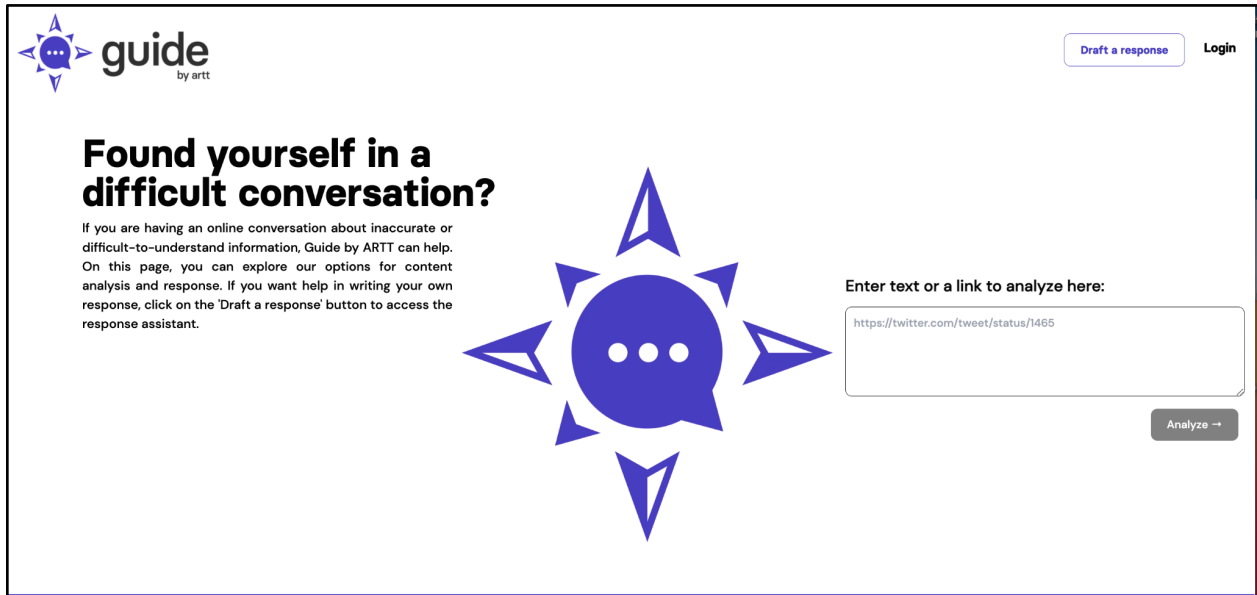 guide
by artt
Draft a response
Login
Found yourself in a
difficult conversation?
If you are having an online conversation about inaccurate or
difficult-to-understand information, Guide by ARTT can help.
On this page, you can explore our options for content
analysis and response. If you want help in writing your own
response, click on the 'Draft a response' button to access the
response assistant.
Enter text or a link to analyze here:
https://twitter.com/tweet/status/1465
Analyze →